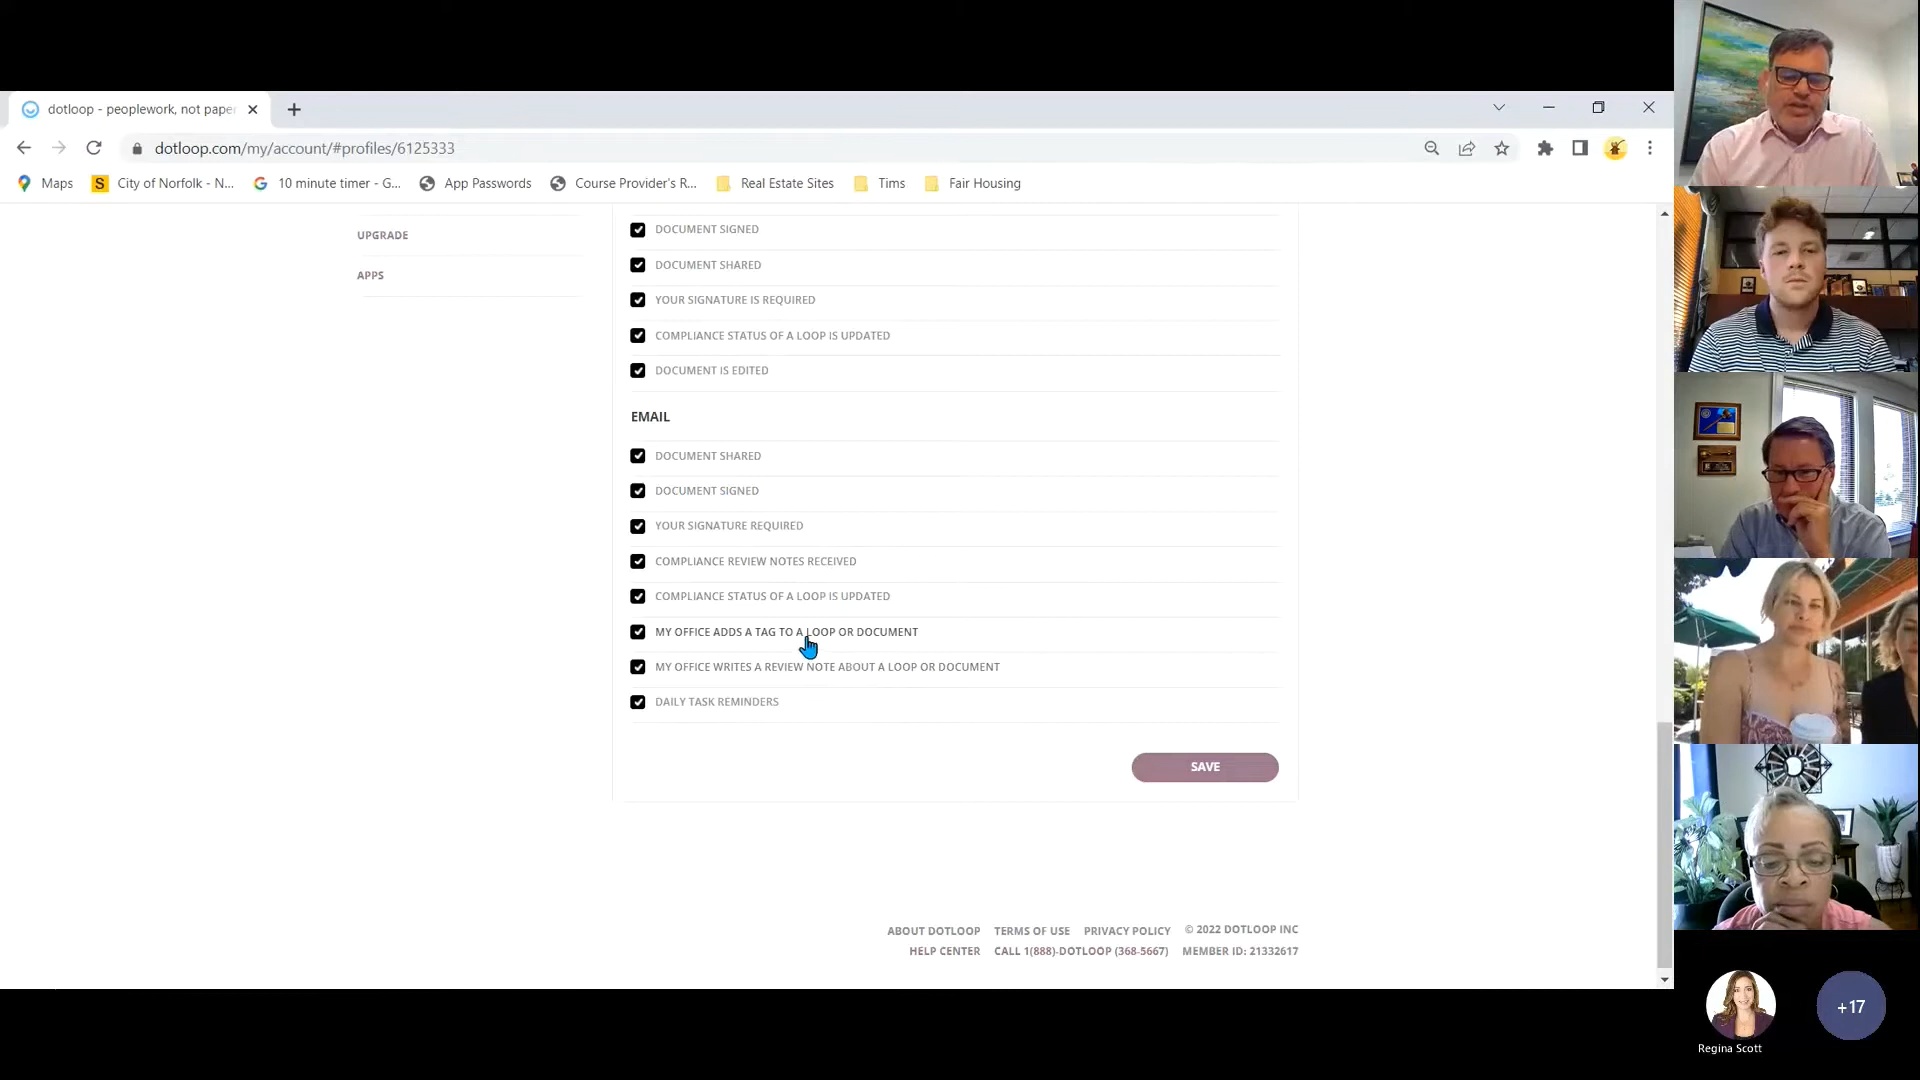 dotloop - peoplework, not pape
dotloop.com/my/account/#profiles/6125333
Maps
S
City of Norfolk - N...
10 minute timer - G...
App Passwords
Course Provider's R...
Real Estate Sites
Tims
Fair Housing
UPGRADE
APPS
DOCUMENT SIGNED
DOCUMENT SHARED
YOUR SIGNATURE IS REQUIRED
COMPLIANCE STATUS OF A LOOP IS UPDATED
DOCUMENT IS EDITED
EMAIL
DOCUMENT SHARED
DOCUMENT SIGNED
YOUR SIGNATURE REQUIRED
COMPLIANCE REVIEW NOTES RECEIVED
COMPLIANCE STATUS OF A LOOP IS UPDATED
MY OFFICE ADDS A TAG TO A LOOP OR DOCUMENT
MY OFFICE WRITES A REVIEW NOTE ABOUT A LOOP OR DOCUMENT
DAILY TASK REMINDERS
SAVE
ABOUT DOTLOOP TERMS OF USE PRIVACY POLICY © 2022 DOTLOOP INC
HELP CENTER CALL 1(888)-DOTLOOP (368-5667) MEMBER ID: 21332617
+17
Regina Scott